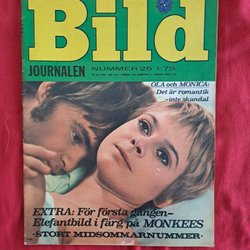 Bild
JOURNALEN
NUMMER 25 1:75
OLA och MONICA:
Det är romantik
-inte skandal
EXTRA: För första gången-
Elefantbild i färg på MONKEES
·STORT MIDSOMMARNUMMER·